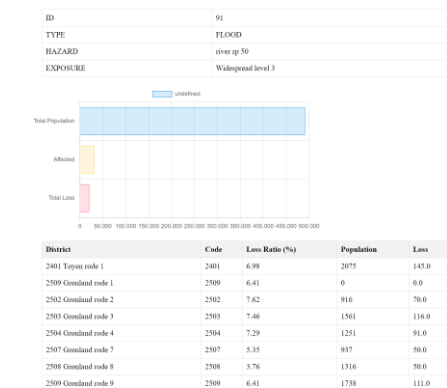 ID 91
TYPE FLOOD
HAZARD river rp 50
EXPOSURE Widespread level 3
undefined
Total Population
Affected
Total Loss
0 50.000 100.000 150.000 200.000 250.000 300.000 350.000 400.000 450.000 500.000
District Code Loss Ratio (%) Population Loss
2401 Tøyen rode 1 2401 6.98 2075 145.0
2509 Grønland rode 1 2509 6.41 0 0.0
2502 Grønland rode 2 2502 7.62 916 70.0
2503 Grønland rode 3 2503 7.46 1561 116.0
2504 Grønland rode 4 2504 7.29 1251 91.0
2507 Grønland rode 7 2507 5.35 937 50.0
2508 Grønland rode 8 2508 3.76 1316 50.0
2509 Grønland rode 9 2509 6.41 1738 111.0